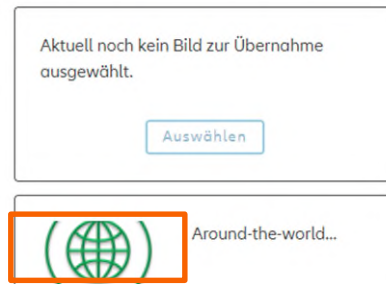 Aktuell noch kein Bild zur Übernahme
ausgewählt.
Auswählen
Around-the-world...